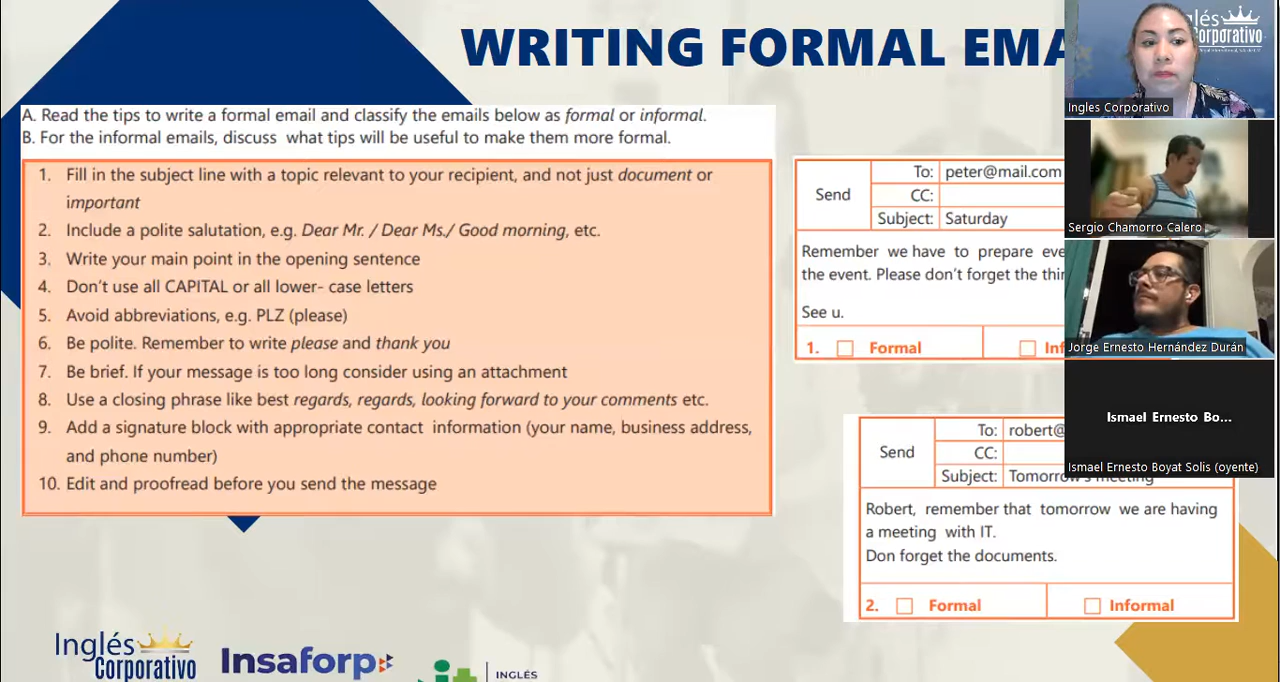 WRITING FORMAL EMA
A. Read the tips to write a formal email and classify the emails below as formal or informal.
B. For the informal emails, discuss what tips will be useful to make them more formal.
1. Fill in the subject line with a topic relevant to your recipient, and not just document or
important
2. Include a polite salutation, e.g. Dear Mr. / Dear Ms./ Good morning, etc.
3. Write your main point in the opening sentence
4. Don't use all CAPITAL or all lower- case letters
5. Avoid abbreviations, e.g. PLZ (please)
6. Be polite. Remember to write please and thank you
7. Be brief. If your message is too long consider using an attachment
8. Use a closing phrase like best regards, regards, looking forward to your comments etc.
9. Add a signature block with appropriate contact information (your name, business address,
and phone number)
10. Edit and proofread before you send the message
Send
To: peter@mail.com
CC:
Subject: Saturday
Remember we have to prepare eve
the event. Please don't forget the thin
See u.
1. Formal Inf
Send
To: robert@
CC:
Subject: Tomorrow's meeting
Robert, remember that tomorrow we are having
a meeting with IT.
Don forget the documents.
2. Formal Informal
lés
orporativo
Ingles Corporativo
Sergio Chamorro Calero
Jorge Ernesto Hernández Durán
Ismael Ernesto Bo...
Ismael Ernesto Boyat Solis (oyente)
Inglés
Corporativo
Insaforp
it
INGLÉS